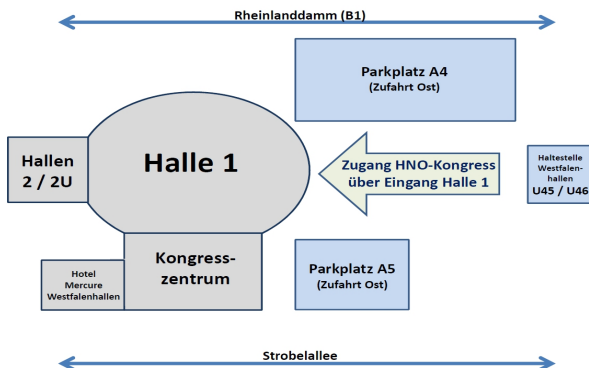 Rheinlanddamm (B1)
Parkplatz A4
(Zufahrt Ost)
Hallen
2 / 2U
Halle 1
Zugang HNO-Kongress
über Eingang Halle 1
Haltestelle
Westfalen-
hallen
U45 / U46
Kongress-
zentrum
Hotel
Mercure
Westfalenhallen
Parkplatz A5
(Zufahrt Ost)
Strobelallee